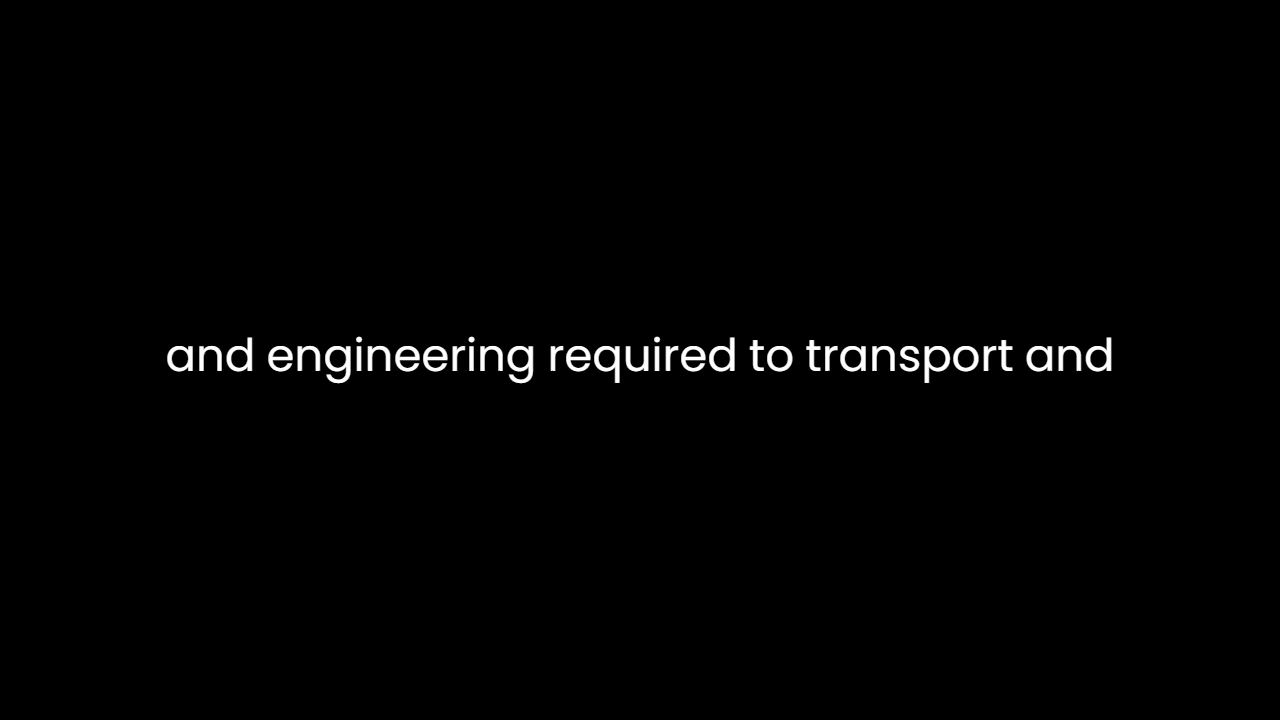 and engineering required to transport and